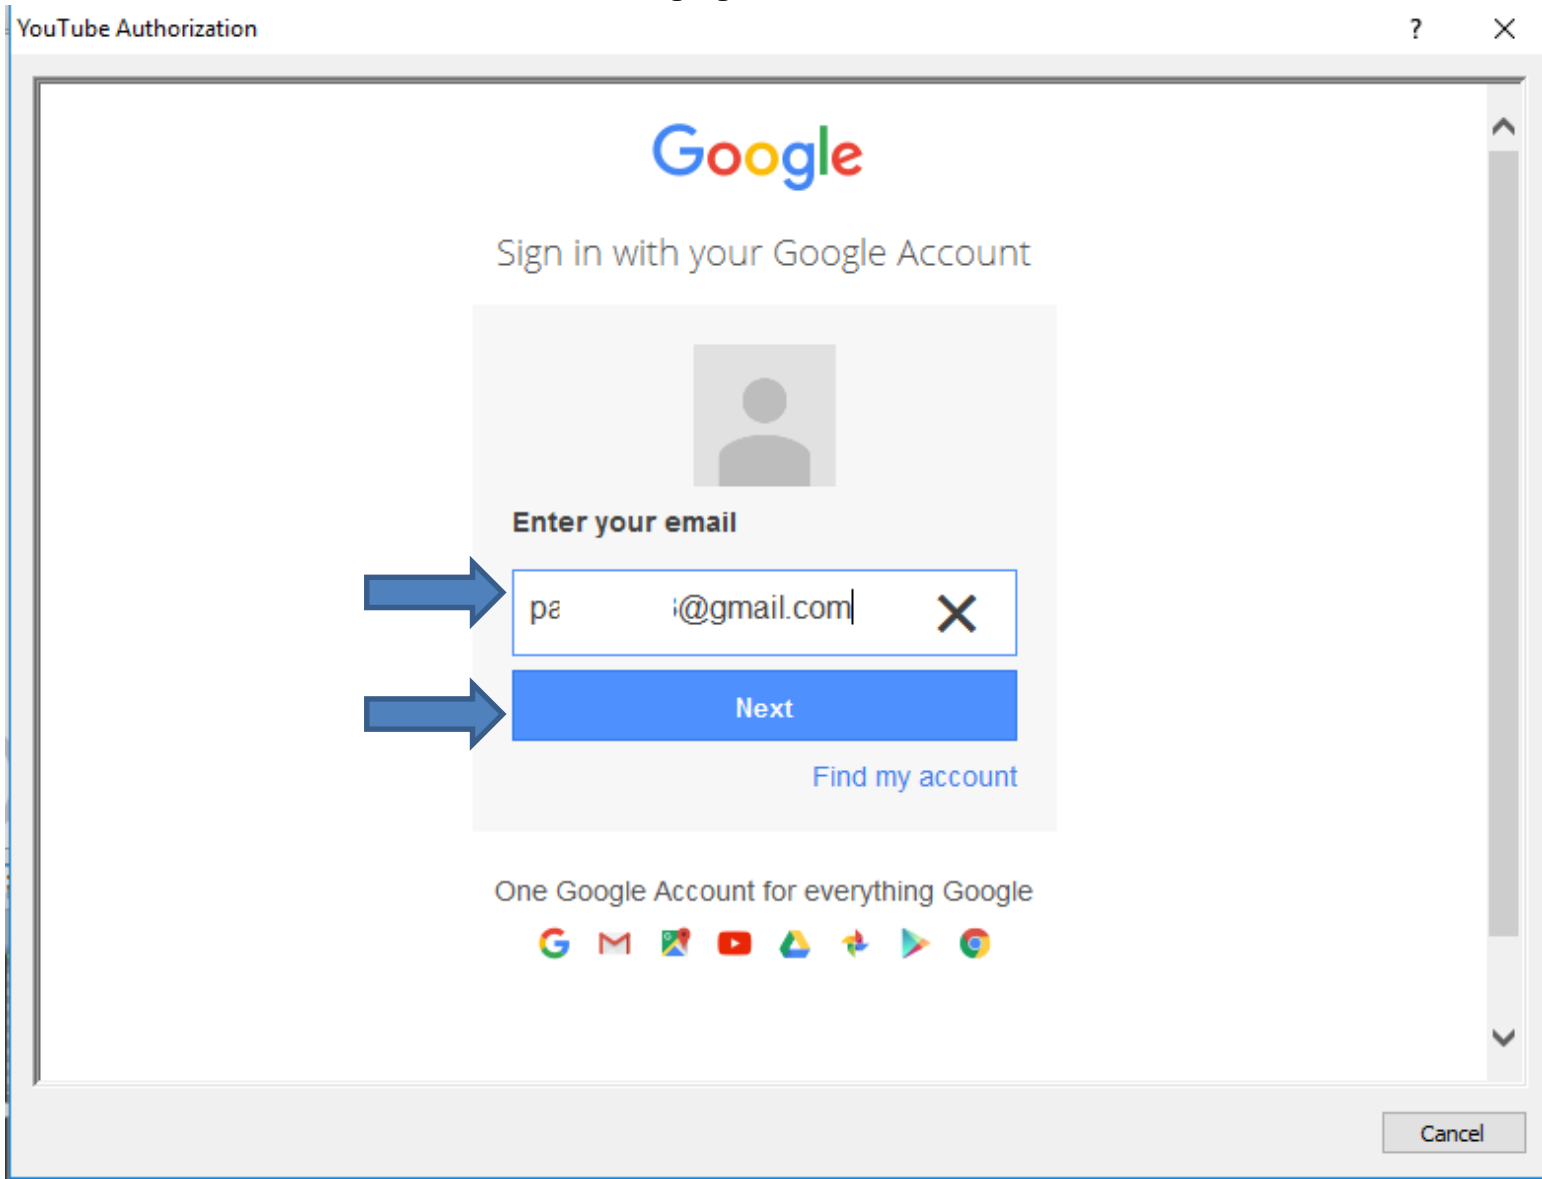 YouTube Authorization
Google
Sign in with your Google Account
Enter your email
pa @gmail.com
Next
Find my account
One Google Account for everything Google
Cancel